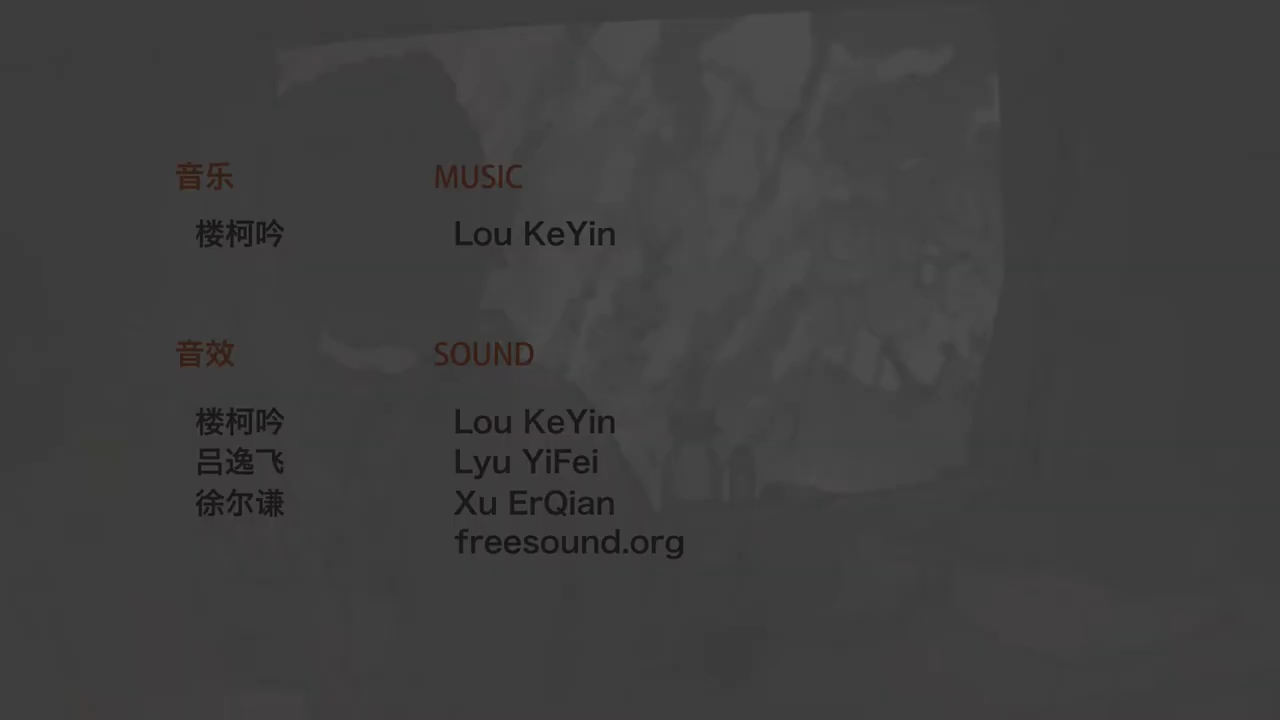 音乐 MUSIC
楼柯吟 Lou KeYin
音效 SOUND
楼柯吟 Lou KeYin
吕逸飞 Lyu YiFei
徐尔谦 Xu ErQian
freesound.org